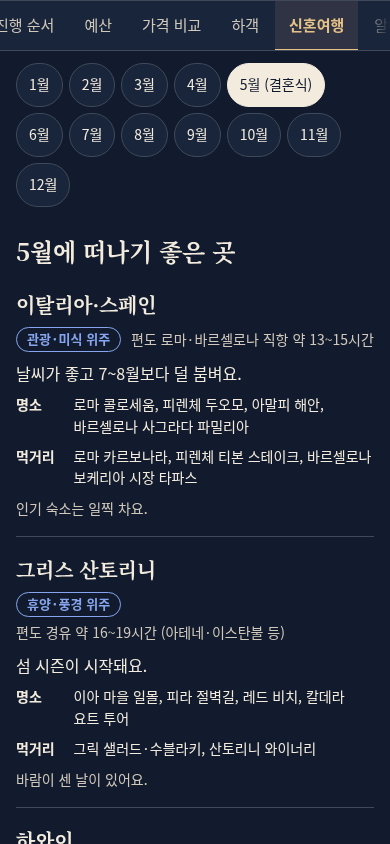 진행 순서 예산 가격 비교 하객 신혼여행
1월 2월 3월 4월 5월 (결혼식)
6월 7월 8월 9월 10월 11월
12월
5월에 떠나기 좋은 곳
이탈리아·스페인
관광·미식 위주 편도 로마·바르셀로나 직항 약 13~15시간
날씨가 좋고 7~8월보다 덜 붐벼요.
명소 로마 콜로세움, 피렌체 두오모, 아말피 해안,
바르셀로나 사그라다 파밀리아
먹거리 로마 카르보나라, 피렌체 티본 스테이크, 바르셀로나
보케리아 시장 타파스
인기 숙소는 일찍 차요.
그리스 산토리니
휴양·풍경 위주
편도 경유 약 16~19시간 (아테네·이스탄불 등)
섬 시즌이 시작돼요.
명소 이아 마을 일몰, 피라 절벽길, 레드 비치, 칼데라
요트 투어
먹거리 그릭 샐러드·수블라키, 산토리니 와이너리
바람이 센 날이 있어요.
하와이